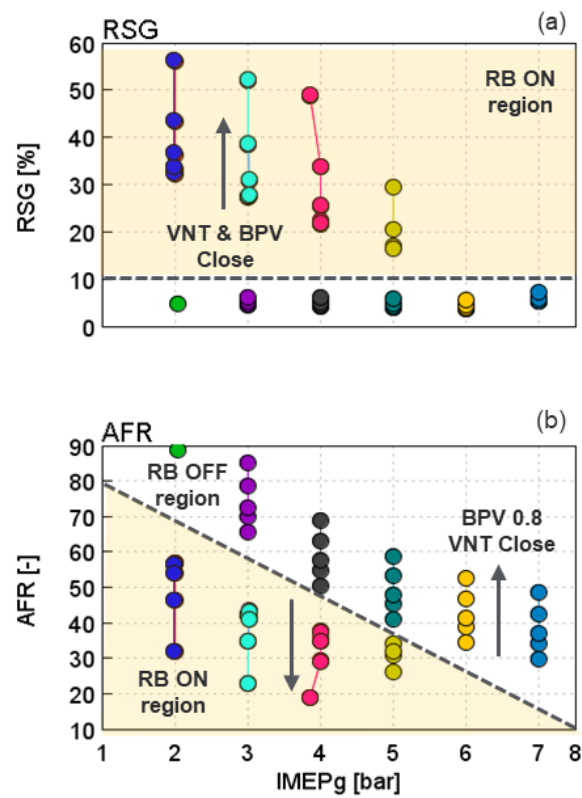 RSG
(a)
60
50
40
30
20
10
0
RSG [%]
RB ON
region
VNT & BPV
Close
AFR
(b)
90
80
70
60
50
40
30
20
10
AFR [-]
RB OFF
region
BPV 0.8
VNT Close
RB ON
region
1 2 3 4 5 6 7 8
IMEPg [bar]